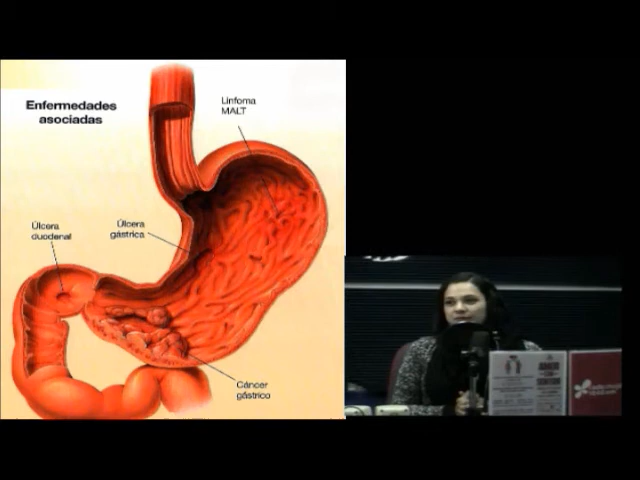 Enfermedades
asociadas
Linfoma
MALT
Úlcera
duodenal
Úlcera
gástrica
Cáncer
gástrico